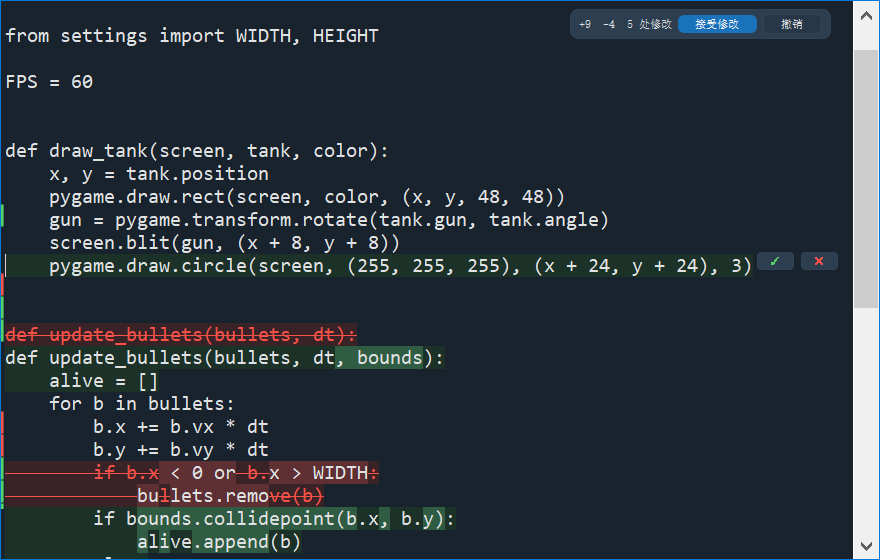 +9 -4 5 处修改 接受修改 撤销
from settings import WIDTH, HEIGHT
FPS = 60
def draw_tank(screen, tank, color):
    x, y = tank.position
    pygame.draw.rect(screen, color, (x, y, 48, 48))
    gun = pygame.transform.rotate(tank.gun, tank.angle)
    screen.blit(gun, (x + 8, y + 8))
    pygame.draw.circle(screen, (255, 255, 255), (x + 24, y + 24), 3) ✓ ×
def update_bullets(bullets, dt):
def update_bullets(bullets, dt, bounds):
    alive = []
    for b in bullets:
        b.x += b.vx * dt
        b.y += b.vy * dt
        if b.x < 0 or b.x > WIDTH:
            bullets.remove(b)
        if bounds.collidepoint(b.x, b.y):
            alive.append(b)